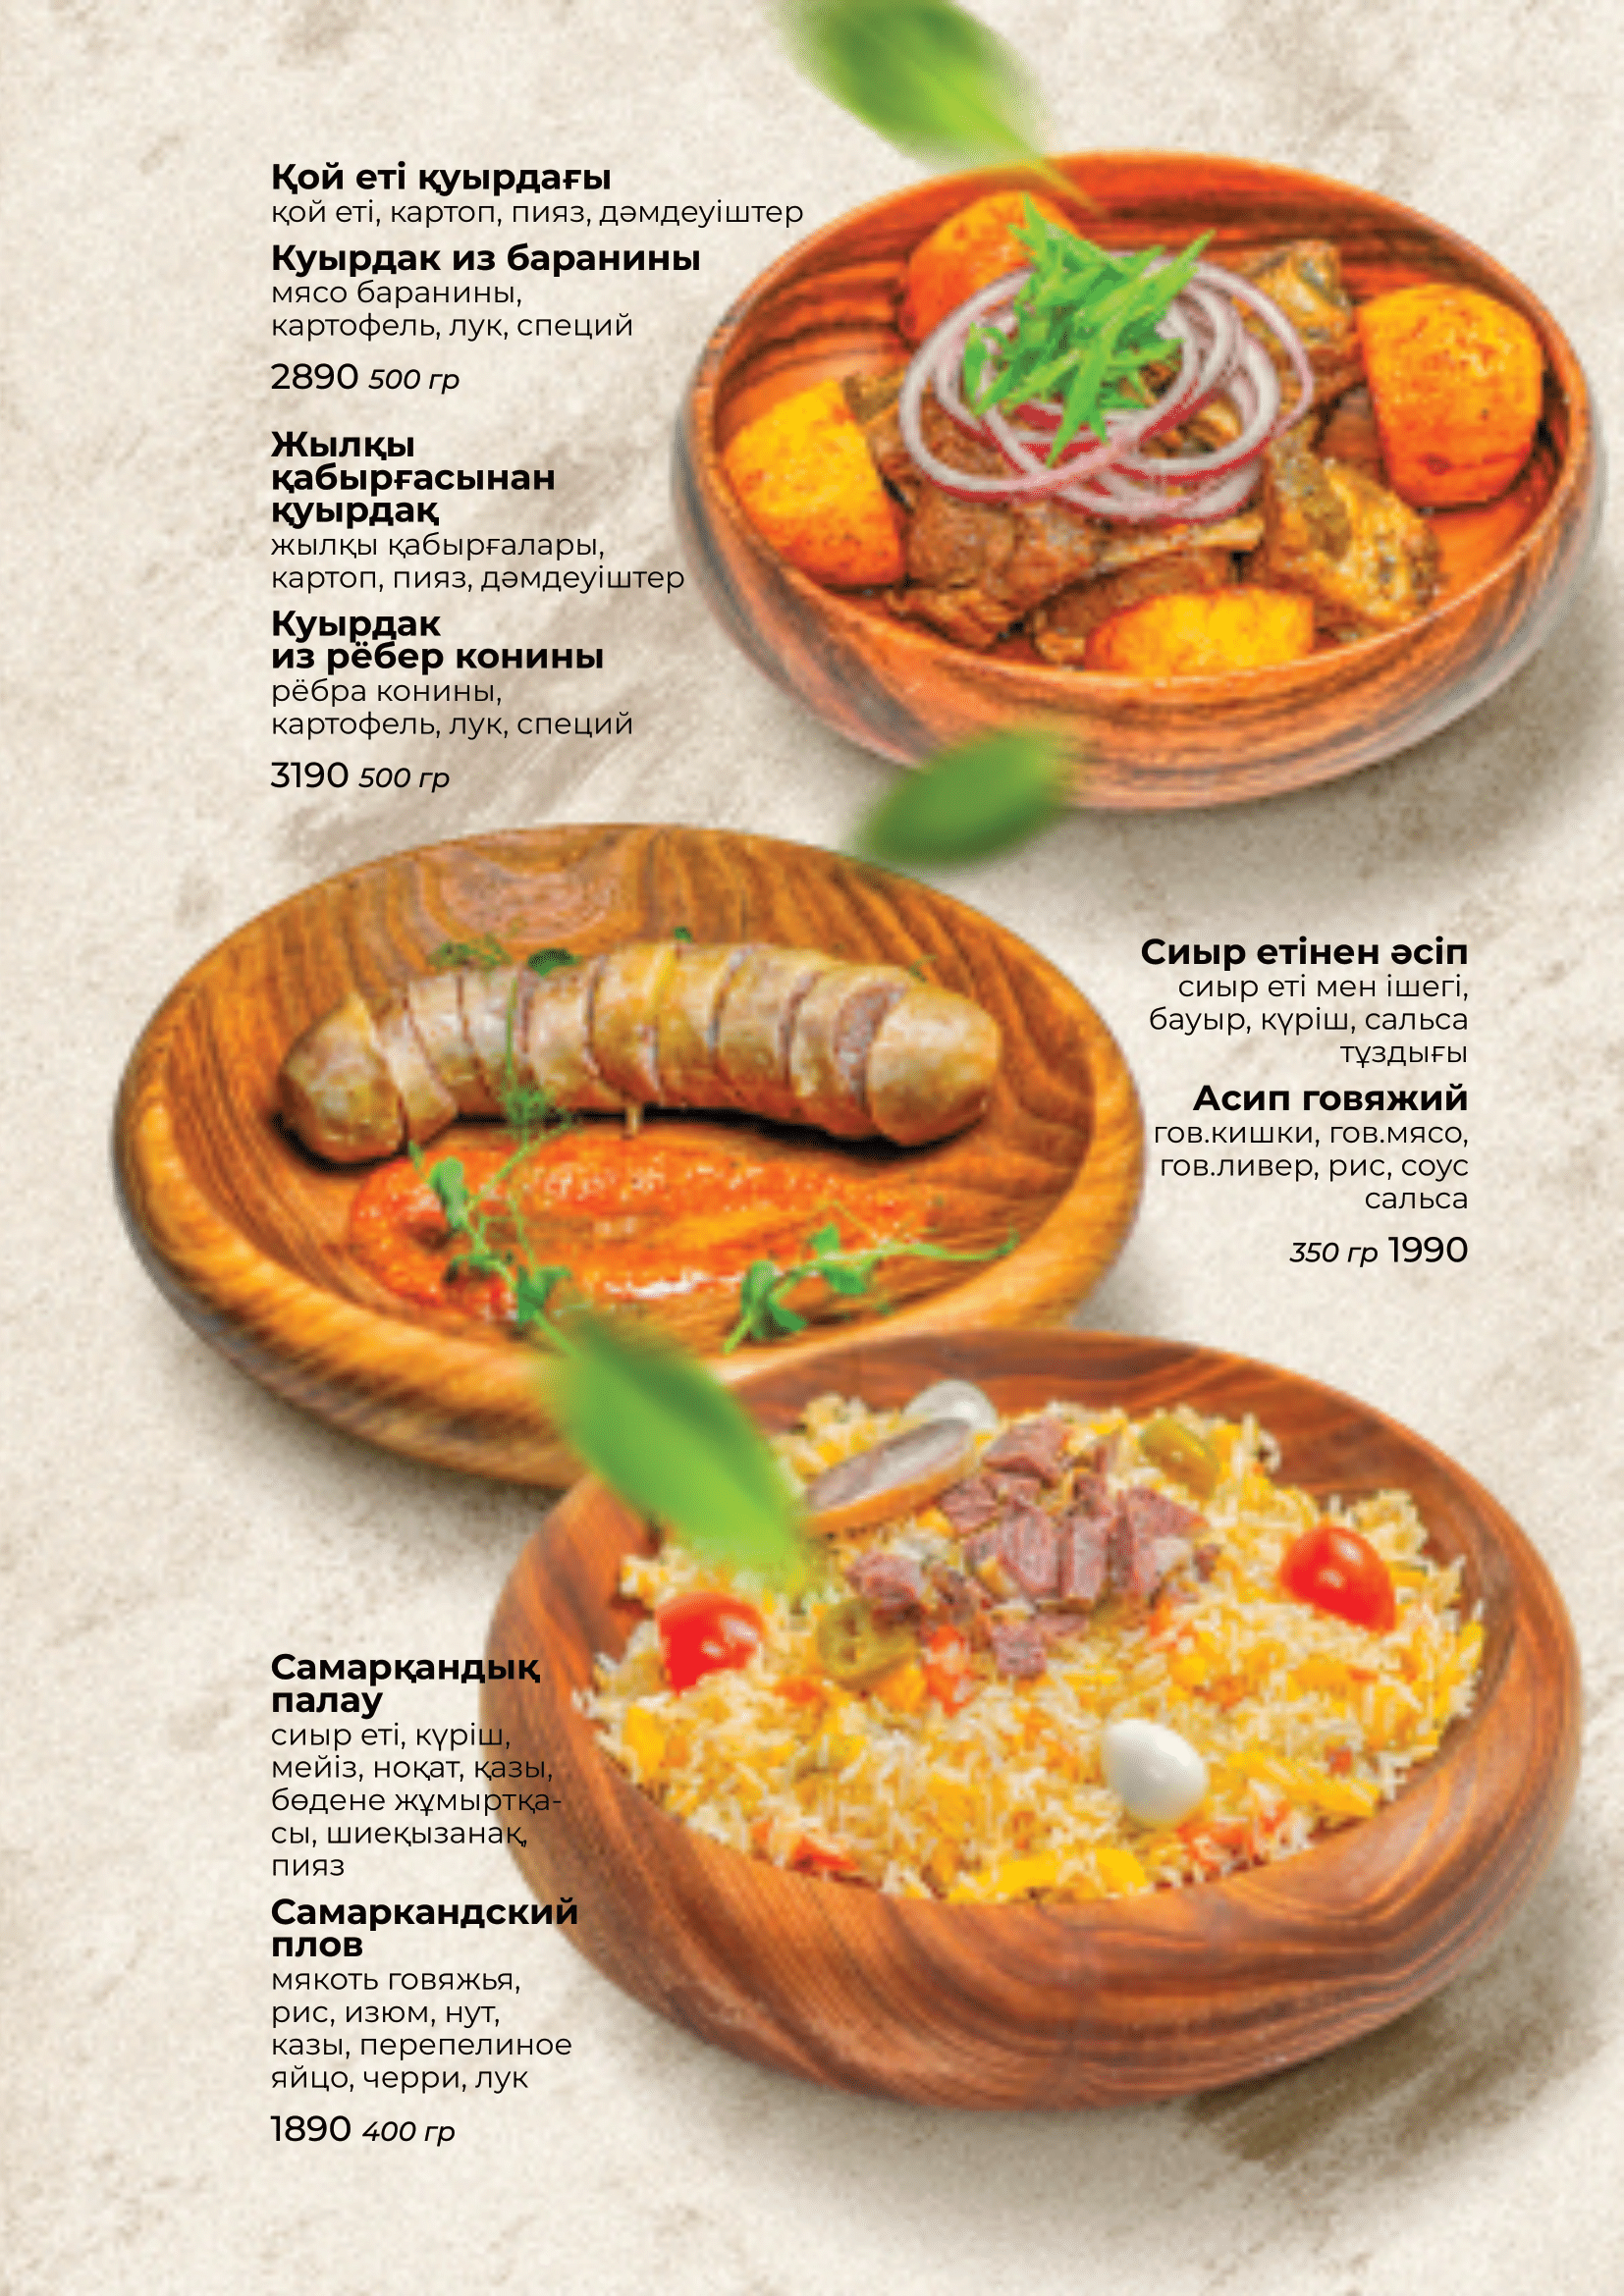 Қой еті қуырдағы
қой еті, картоп, пияз, дәмдеуіштер
Куырдак из баранины
мясо баранины,
картофель, лук, специй
2890 500 гр
Жылқы
қабырғасынан
қуырдақ
жылқы қабырғалары,
картоп, пияз, дәмдеуіштер
Куырдак
из рёбер конины
рёбра конины,
картофель, лук, специй
3190 500 гр
Сиыр етінен әсіп
сиыр еті мен ішегі,
бауыр, күріш, сальса
тұздығы
Асип говяжий
гов.кишки, гов.мясо,
гов.ливер, рис, соус
сальса
350 гр 1990
Самарқандық
палау
сиыр еті, күріш,
мейіз, ноқат, қазы,
бөдене жұмыртқа-
сы, шиеқызанақ,
пияз
Самаркандский
плов
мякоть говяжья,
рис, изюм, нут,
казы, перепелиное
яйцо, черри, лук
1890 400 гр